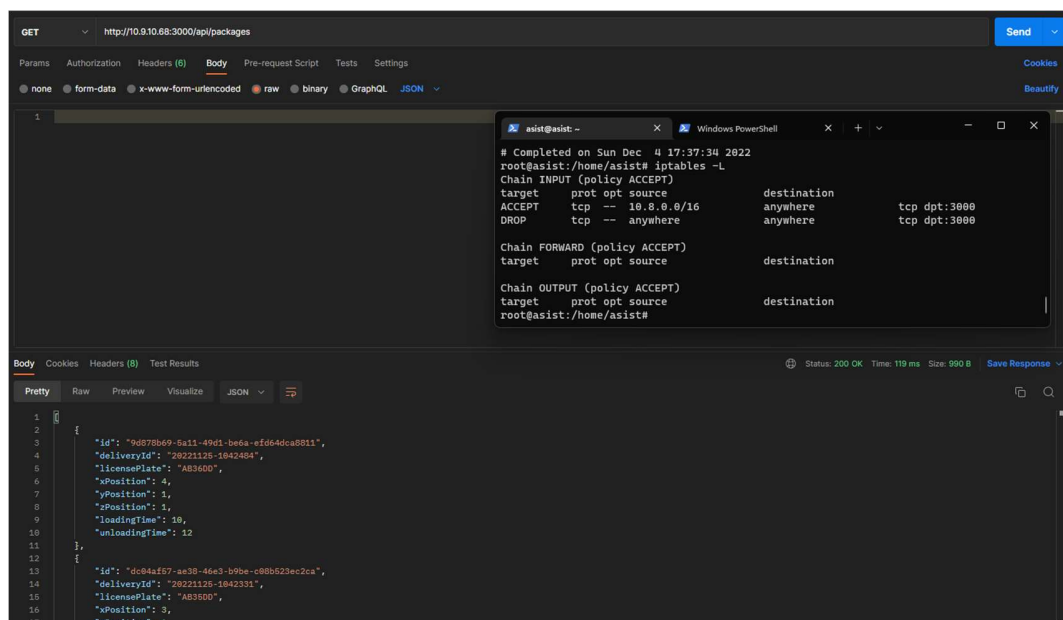 GET http://10.9.10.68:3000/api/packages Send
Params Authorization Headers (6) Body Pre-request Script Tests Settings Cookies
none form-data x-www-form-urlencoded raw binary GraphQL JSON Beautify
1
asist@asist: ~ Windows PowerShell
# Completed on Sun Dec  4 17:37:34 2022
root@asist:/home/asist# iptables -L
Chain INPUT (policy ACCEPT)
target prot opt source destination
ACCEPT tcp -- 10.8.0.0/16 anywhere tcp dpt:3000
DROP tcp -- anywhere anywhere tcp dpt:3000
Chain FORWARD (policy ACCEPT)
target prot opt source destination
Chain OUTPUT (policy ACCEPT)
target prot opt source destination
root@asist:/home/asist#
Body Cookies Headers (8) Test Results Status: 200 OK Time: 119 ms Size: 990 B Save Response
Pretty Raw Preview Visualize JSON
1 [
2 {
3 "id": "9d878b69-5a11-49d1-be6a-efd64dca8811",
4 "deliveryId": "20221125-1042484",
5 "licensePlate": "AB36DD",
6 "xPosition": 4,
7 "yPosition": 1,
8 "zPosition": 1,
9 "loadingTime": 10,
10 "unloadingTime": 12
11 },
12 {
13 "id": "dc04af57-ae38-46e3-b9be-c08b523ec2ca",
14 "deliveryId": "20221125-1042331",
15 "licensePlate": "AB35DD",
16 "xPosition": 3,